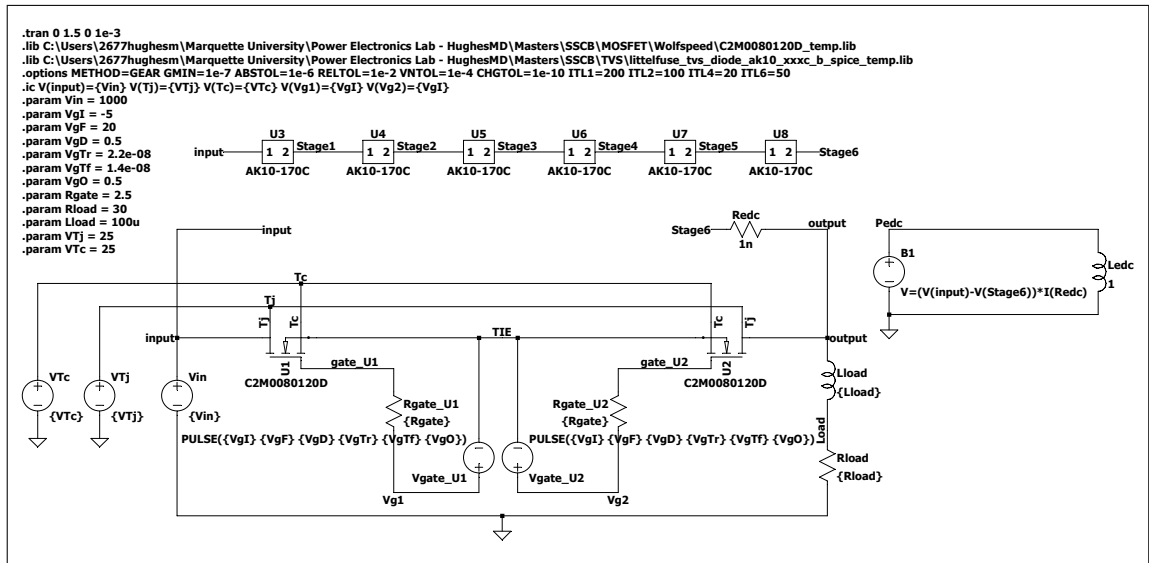 .tran 0 1.5 0 1e-3
.lib C:\Users\2677hughesm\Marquette University\Power Electronics Lab - HughesMD\Masters\SSCB\MOSFET\Wolfspeed\C2M0080120D_temp.lib
.lib C:\Users\2677hughesm\Marquette University\Power Electronics Lab - HughesMD\Masters\SSCB\TVS\littelfuse_tvs_diode_ak10_xxxc_b_spice_temp.lib
.options METHOD=GEAR GMIN=1e-7 ABSTOL=1e-6 RELTOL=1e-2 VNTOL=1e-4 CHGTOL=1e-10 ITL1=200 ITL2=100 ITL4=20 ITL6=50
.ic V(input)={Vin} V(Tj)={VTj} V(Tc)={VTc} V(Vg1)={VgI} V(Vg2)={VgI}
.param Vin = 1000
.param VgI = -5
.param VgF = 20
.param VgD = 0.5
.param VgTr = 2.2e-08
.param VgTf = 1.4e-08
.param VgO = 0.5
.param Rgate = 2.5
.param Rload = 30
.param Lload = 100u
.param VTj = 25
.param VTc = 25
U3 U4 U5 U6 U7 U8
input 1 2 Stage1 1 2 Stage2 1 2 Stage3 1 2 Stage4 1 2 Stage5 1 2 Stage6
AK10-170C AK10-170C AK10-170C AK10-170C AK10-170C AK10-170C
input Stage6 Redc output
1n
Pedc
B1
V=(V(input)-V(Stage6))*I(Redc)
Ledc
1
Tc
Tj
Tj Tc Tc Tj
input TIE output
U1 gate_U1 gate_U2 U2
C2M0080120D C2M0080120D
VTc VTj Vin
{VTc} {VTj} {Vin}
Rgate_U1 Rgate_U2
{Rgate} {Rgate}
Lload
{Lload}
PULSE({VgI} {VgF} {VgD} {VgTr} {VgTf} {VgO}) PULSE({VgI} {VgF} {VgD} {VgTr} {VgTf} {VgO})
Load
Vgate_U1 Vgate_U2
Rload
{Rload}
Vg1 Vg2